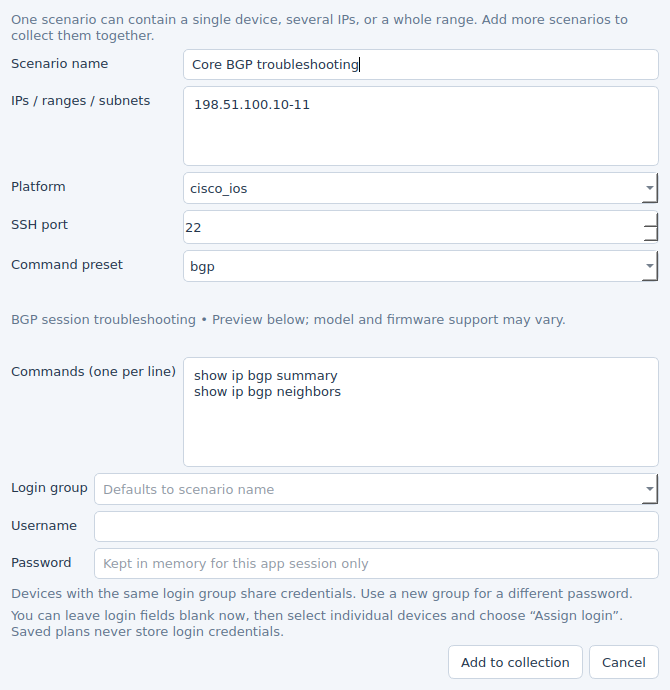 One scenario can contain a single device, several IPs, or a whole range. Add more scenarios to
collect them together.
Scenario name
Core BGP troubleshooting
IPs / ranges / subnets
198.51.100.10-11
Platform
cisco_ios
SSH port
22
Command preset
bgp
BGP session troubleshooting • Preview below; model and firmware support may vary.
Commands (one per line)
show ip bgp summary
show ip bgp neighbors
Login group
Defaults to scenario name
Username
Password
Kept in memory for this app session only
Devices with the same login group share credentials. Use a new group for a different password.
You can leave login fields blank now, then select individual devices and choose “Assign login”.
Saved plans never store login credentials.
Add to collection
Cancel